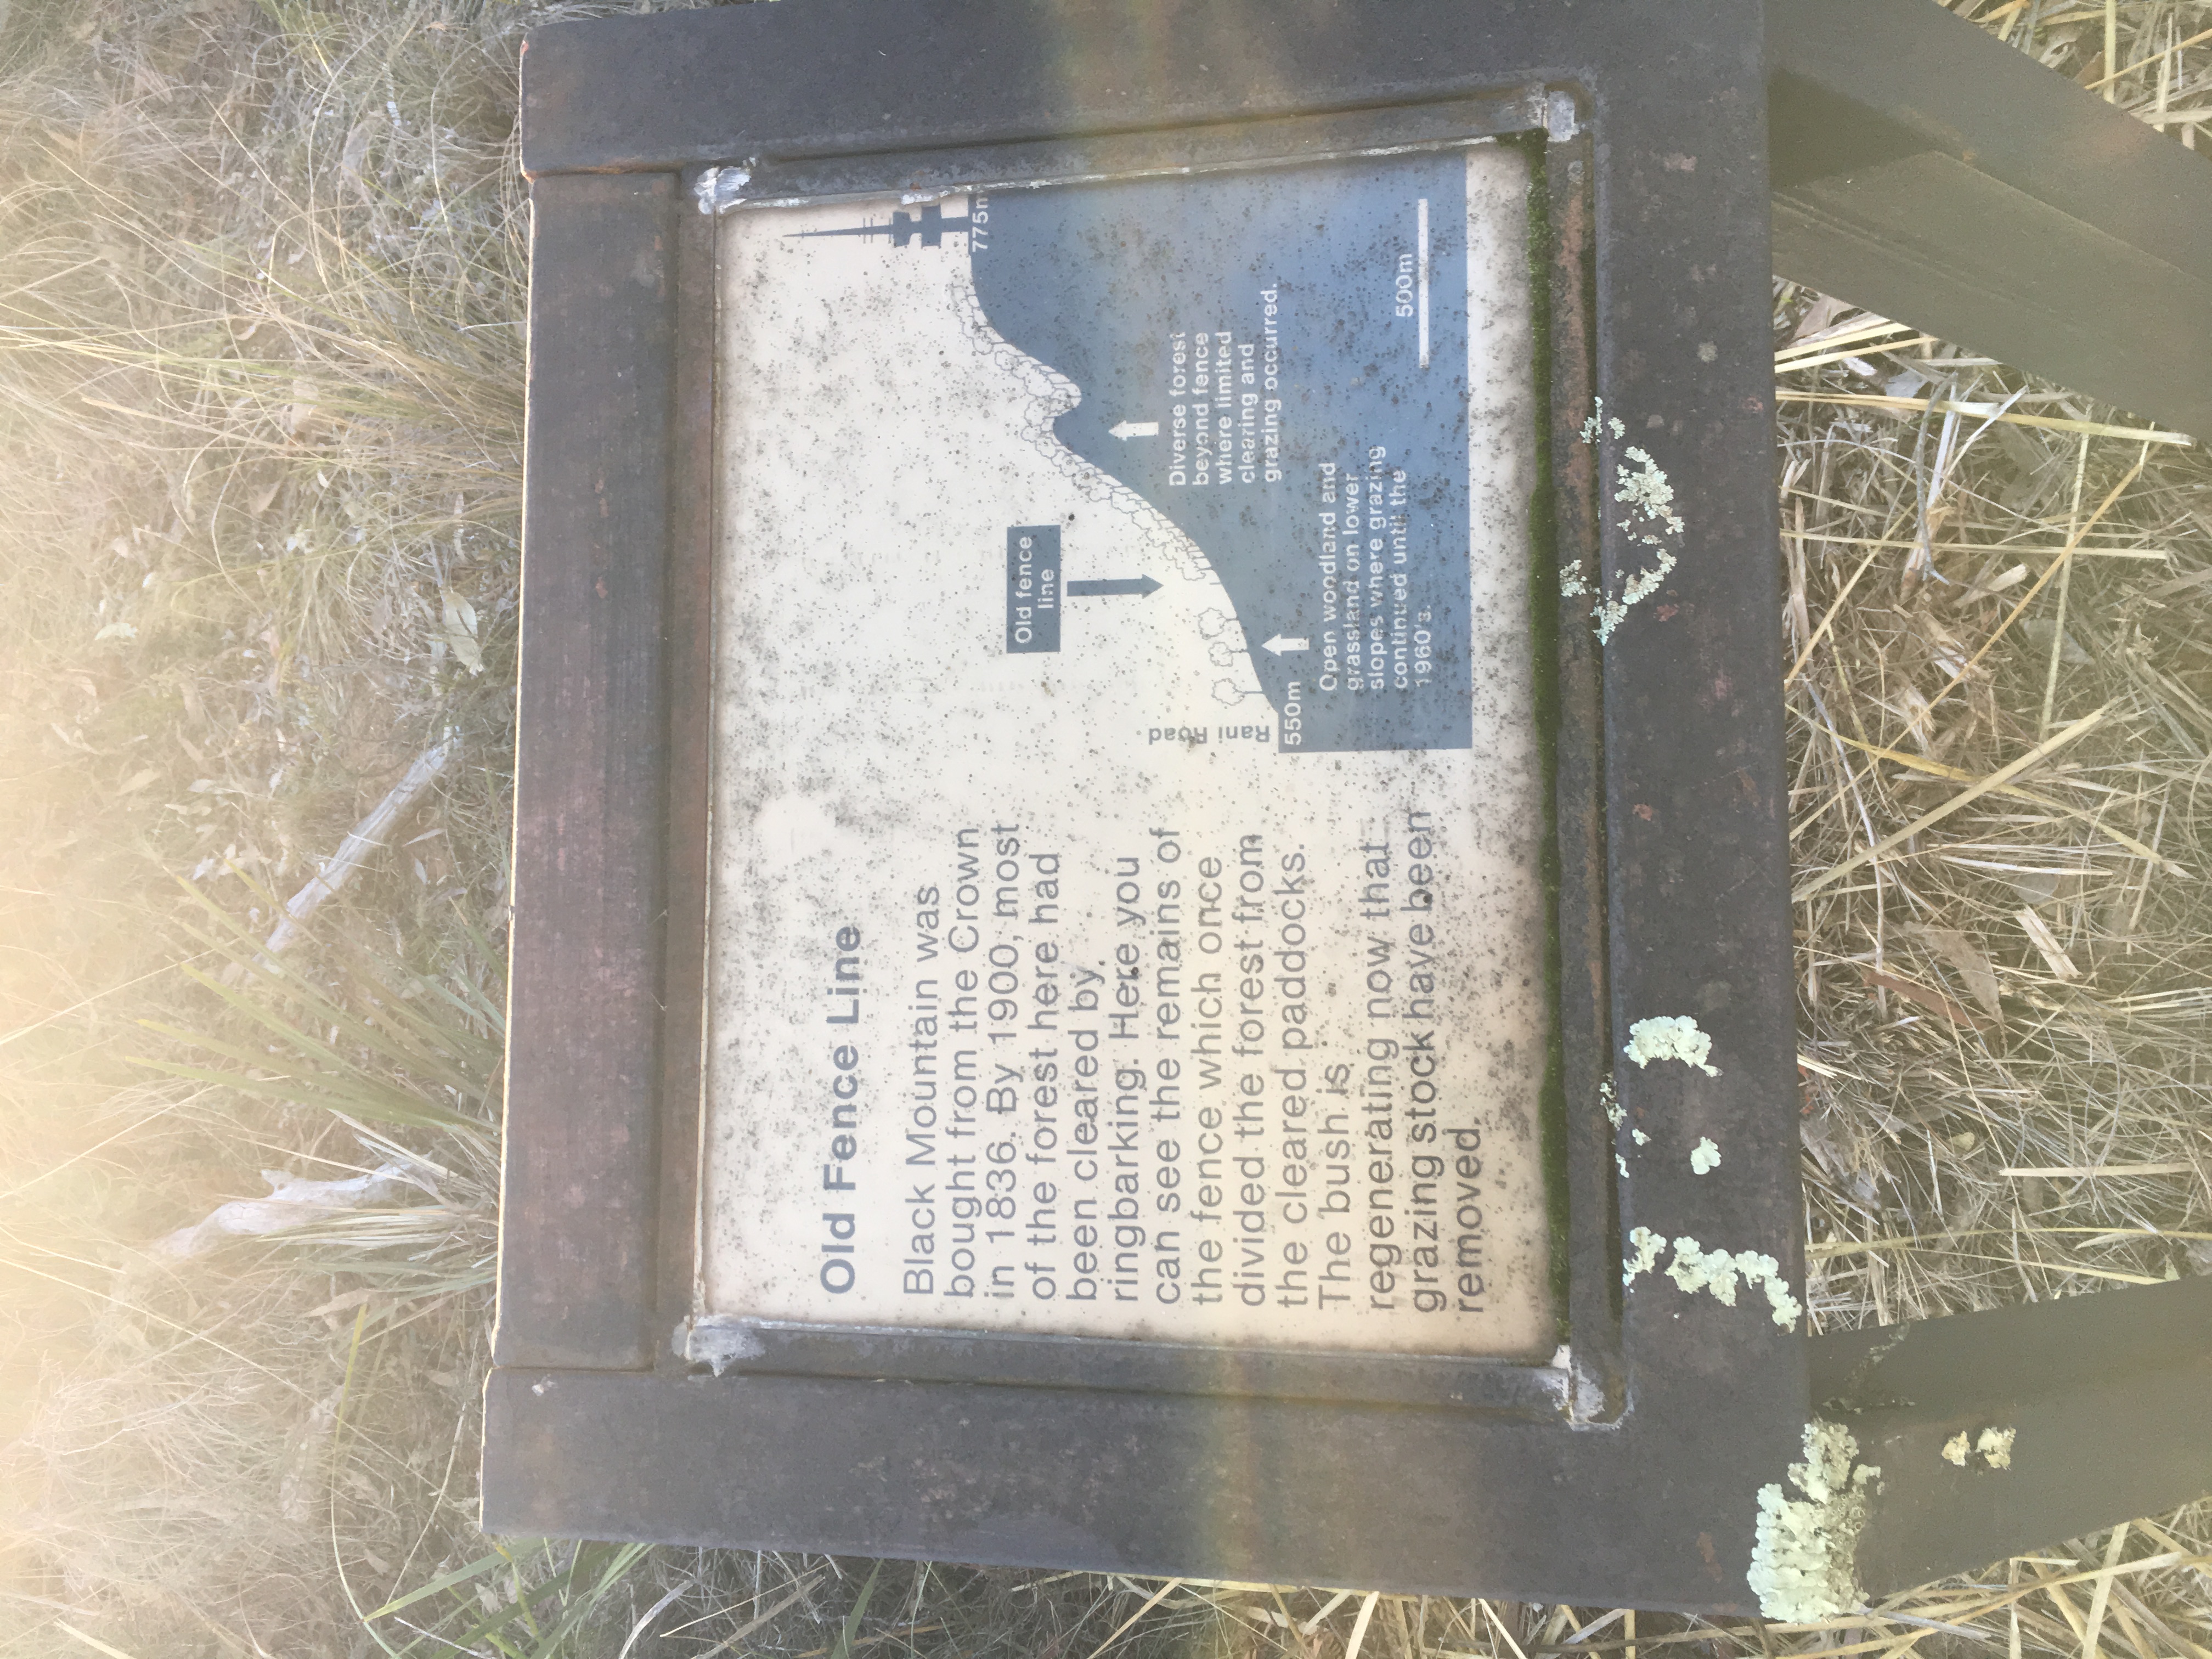 Old Fence Line
Black Mountain was
bought from the Crown
in 1836. By 1900, most
of the forest here had
been cleared by
ringbarking. Here you
can see the remains of
the fence which once
divided the forest from
the cleared paddocks.
The bush is
regenerating now that
grazing stock have been
removed.
775m
Old fence
line
Rani Road
Diverse forest
beyond fence
where limited
clearing and
grazing occurred.
550m
Open woodland and
grassland on lower
slopes where grazing
continued until the
1960's.
500m